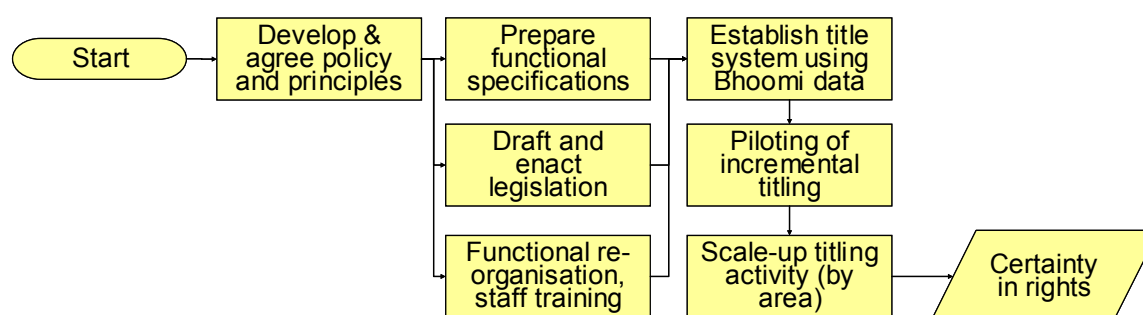 Start
Develop &
agree policy
and principles
Prepare
functional
specifications
Establish title
system using
Bhoomi data
Draft and
enact
legislation
Piloting of
incremental
titling
Functional re-
organisation,
staff training
Scale-up titling
activity (by
area)
Certainty
in rights